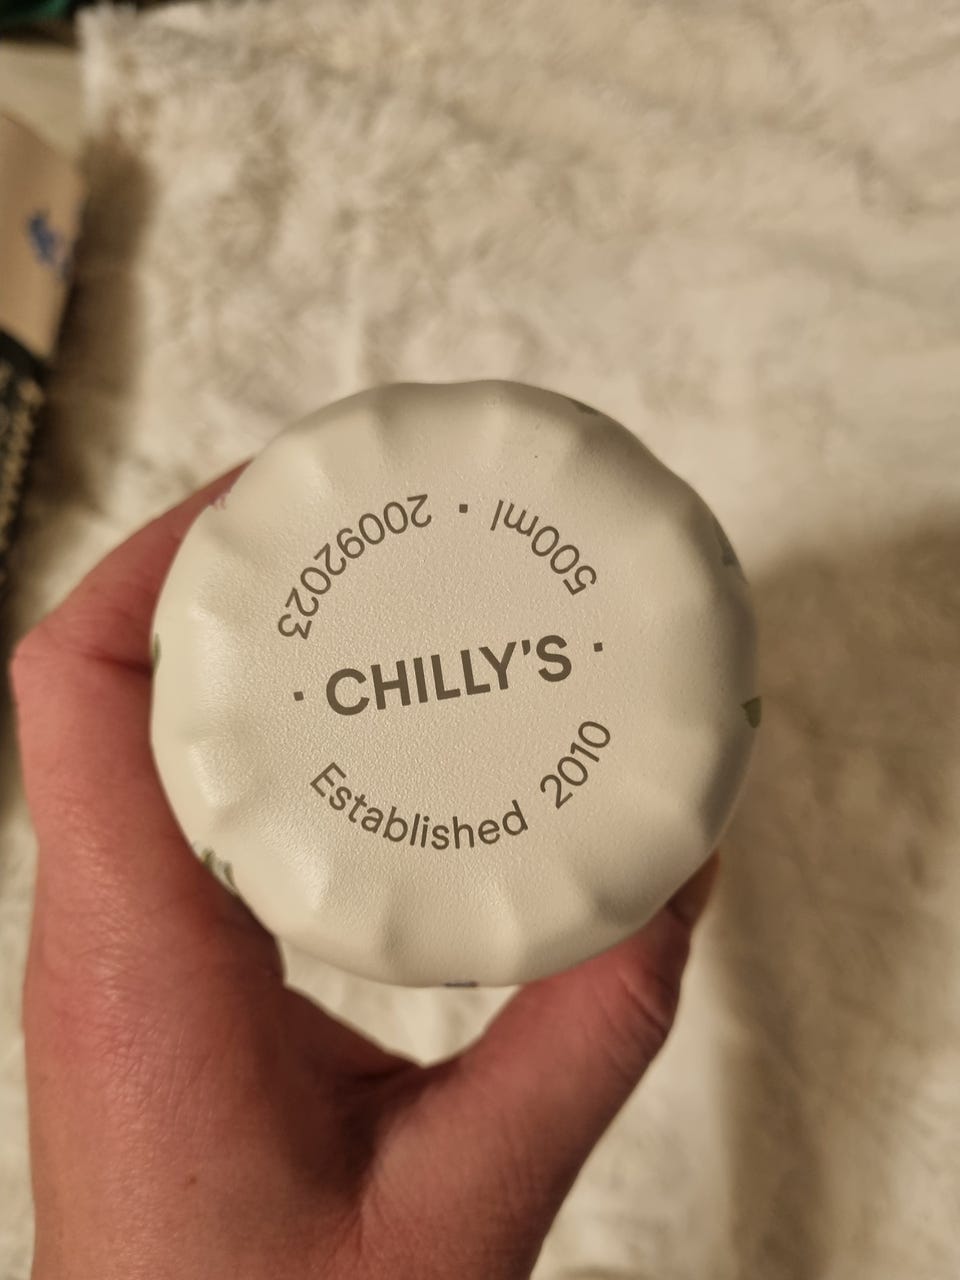 20092023 · 500ml
· CHILLY'S ·
Established 2010